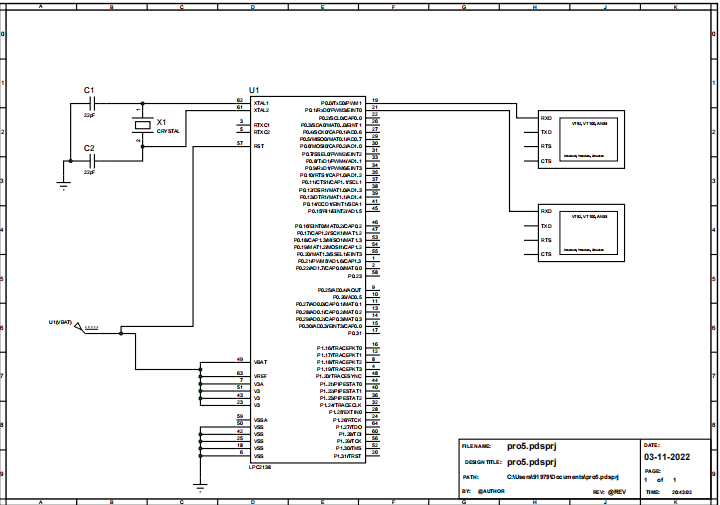 A B C D E F G H J K
C1
22pF
X1
CRYSTAL
C2
22pF
U1
62 XTAL1
61 XTAL2
3 RTXC1
5 RTXC2
57 RST
49 VBAT
63 VREF
7 V3A
51 V3
43 V3
23 V3
59 VSSA
50 VSS
42 VSS
25 VSS
18 VSS
6 VSS
LPC2138
P0.0/TxD0/PWM1 19
P0.1/RxD0/PWM3/EINT0 21
P0.2/SCL0/CAP0.0 22
P0.3/SDA0/MAT0.0/EINT1 26
P0.4/SCK0/CAP0.1/AD0.6 27
P0.5/MISO0/MAT0.1/AD0.7 29
P0.6/MOSI0/CAP0.2/AD1.0 30
P0.7/SSEL0/PWM2/EINT2 31
P0.8/TxD1/PWM4/AD1.1 33
P0.9/RxD1/PWM6/EINT3 34
P0.10/RTS1/CAP1.0/AD1.2 35
P0.11/CTS1/CAP1.1/SCL1 37
P0.12/DSR1/MAT1.0/AD1.3 38
P0.13/DTR1/MAT1.1/AD1.4 39
P0.14/DCD1/EINT1/SDA1 41
P0.15/RI1/EINT2/AD1.5 45
P0.16/EINT0/MAT0.2/CAP0.2 46
P0.17/CAP1.2/SCK1/MAT1.2 47
P0.18/CAP1.3/MISO1/MAT1.3 53
P0.19/MAT1.2/MOSI1/CAP1.2 54
P0.20/MAT1.3/SSEL1/EINT3 55
P0.21/PWM5/AD1.6/CAP1.3 1
P0.22/AD1.7/CAP0.0/MAT0.0 2
P0.23 58
P0.25/AD0.4/AOUT 9
P0.26/AD0.5 10
P0.27/AD0.0/CAP0.1/MAT0.1 11
P0.28/AD0.1/CAP0.2/MAT0.2 13
P0.29/AD0.2/CAP0.3/MAT0.3 14
P0.30/AD0.3/EINT3/CAP0.0 15
P0.31 17
P1.16/TRACEPKT0 16
P1.17/TRACEPKT1 12
P1.18/TRACEPKT2 8
P1.19/TRACEPKT3 4
P1.20/TRACESYNC 48
P1.21/PIPESTAT0 44
P1.22/PIPESTAT1 40
P1.23/PIPESTAT2 36
P1.24/TRACECLK 32
P1.25/EXTIN0 28
P1.26/RTCK 24
P1.27/TDO 64
P1.28/TDI 60
P1.29/TCK 56
P1.30/TMS 52
P1.31/TRST 20
U1(VBAT)
RXD
TXD
RTS
CTS
VT52, VT100, ANSI
RXD
TXD
RTS
CTS
VT52, VT100, ANSI
FILE NAME: pro5.pdsprj
DESIGN TITLE: pro5.pdsprj
PATH: C:\Users\91979\Documents\pro5.pdsprj
BY: @AUTHOR REV: @REV
DATE:
03-11-2022
PAGE:
1 of 1
TIME: 20:43:02
A B C D E F G H J K